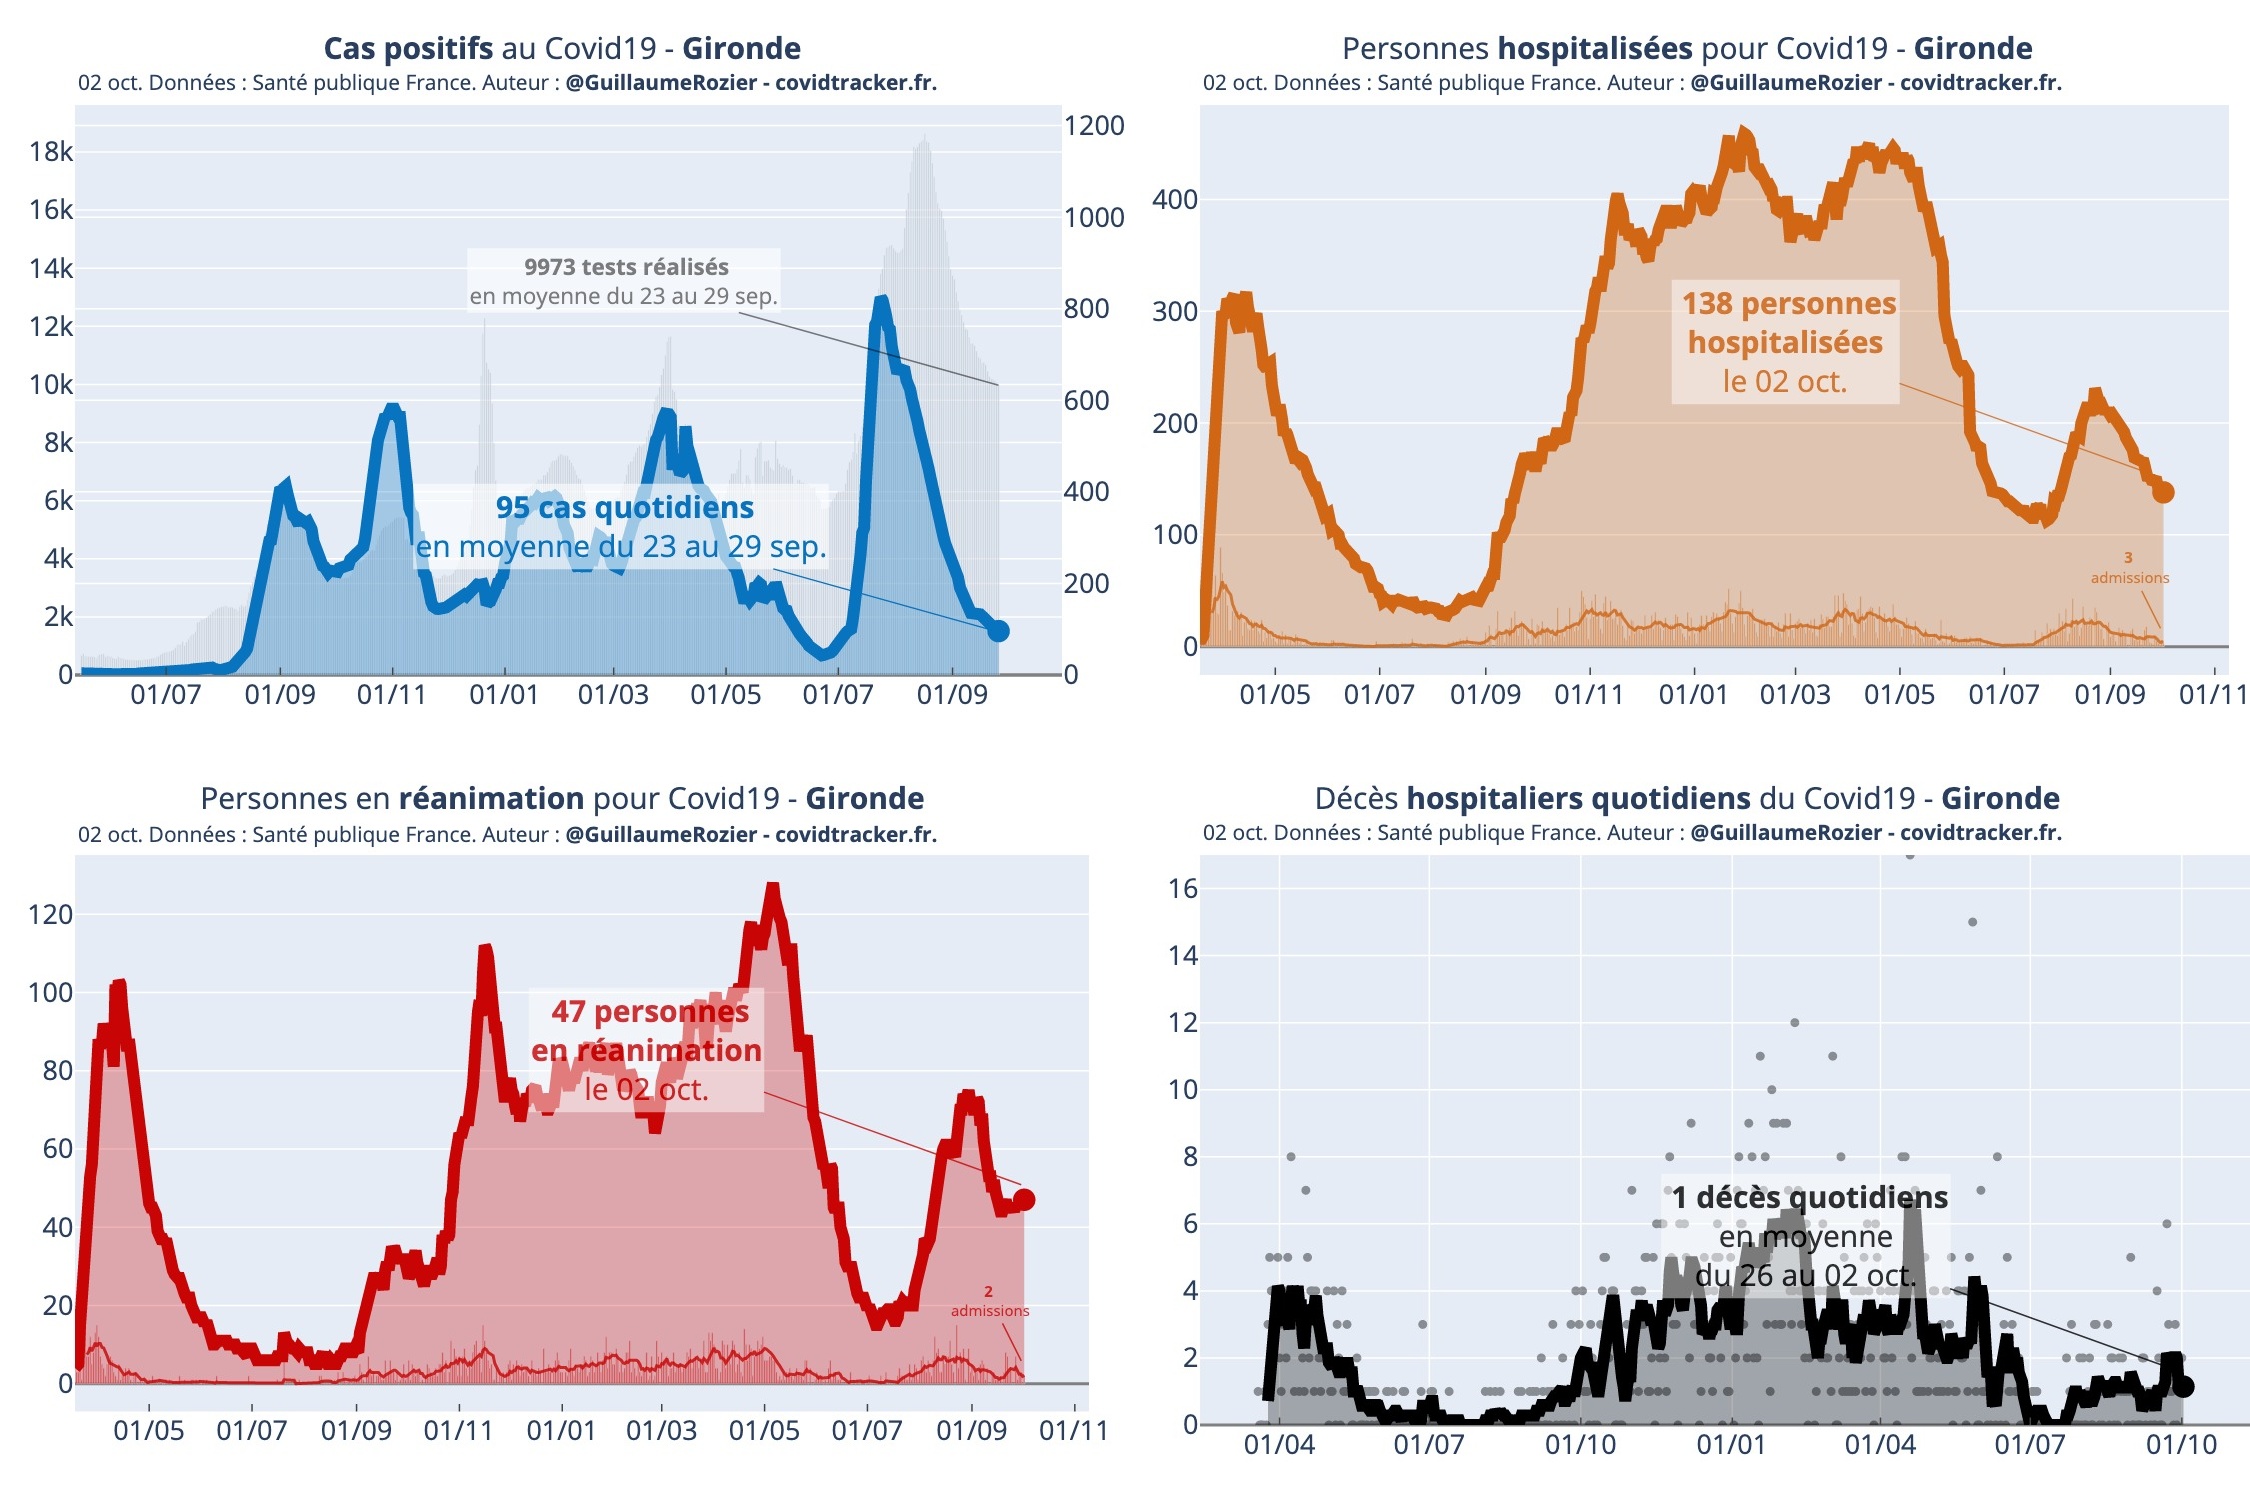 Cas positifs au Covid19 - Gironde
02 oct. Données : Santé publique France. Auteur : @GuillaumeRozier - covidtracker.fr.
18k
16k
14k
12k
10k
8k
6k
4k
2k
0
1200
1000
800
600
400
200
0
9973 tests réalisés
en moyenne du 23 au 29 sep.
95 cas quotidiens
en moyenne du 23 au 29 sep.
01/07 01/09 01/11 01/01 01/03 01/05 01/07 01/09
Personnes hospitalisées pour Covid19 - Gironde
02 oct. Données : Santé publique France. Auteur : @GuillaumeRozier - covidtracker.fr.
400
300
200
100
0
138 personnes
hospitalisées
le 02 oct.
3
admissions
01/05 01/07 01/09 01/11 01/01 01/03 01/05 01/07 01/09 01/11
Personnes en réanimation pour Covid19 - Gironde
02 oct. Données : Santé publique France. Auteur : @GuillaumeRozier - covidtracker.fr.
120
100
80
60
40
20
0
47 personnes
en réanimation
le 02 oct.
2
admissions
01/05 01/07 01/09 01/11 01/01 01/03 01/05 01/07 01/09 01/11
Décès hospitaliers quotidiens du Covid19 - Gironde
02 oct. Données : Santé publique France. Auteur : @GuillaumeRozier - covidtracker.fr.
16
14
12
10
8
6
4
2
0
1 décès quotidiens
en moyenne
du 26 au 02 oct.
01/04 01/07 01/10 01/01 01/04 01/07 01/10